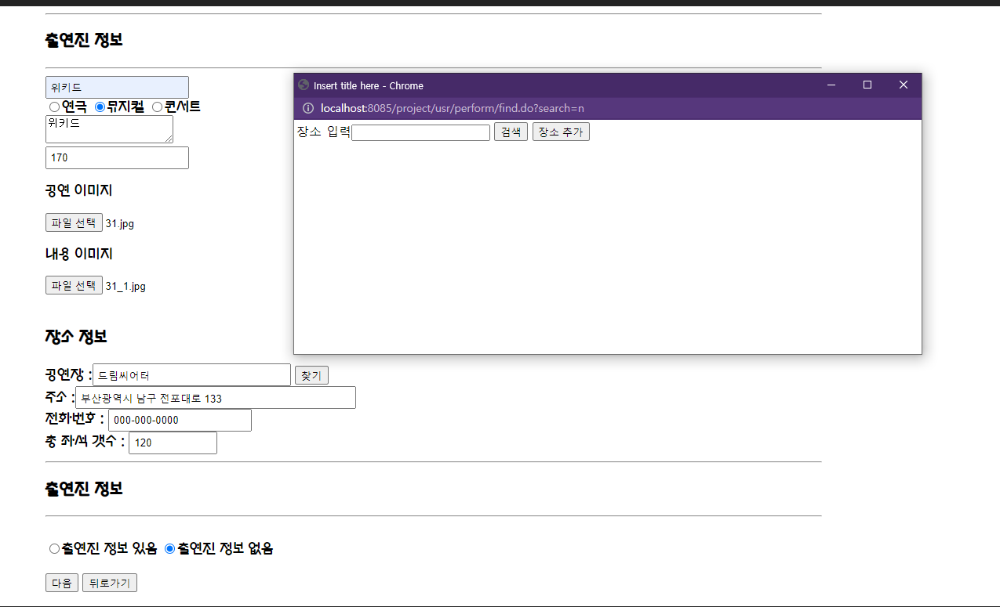 출연진 정보
위키드
연극 뮤지컬 콘서트
위키드
170
공연 이미지
파일 선택 31.jpg
내용 이미지
파일 선택 31_1.jpg
Insert title here - Chrome
localhost:8085/project/usr/perform/find.do?search=n
장소 입력 검색 장소 추가
장소 정보
공연장 : 드림씨어터 찾기
주소 : 부산광역시 남구 전포대로 133
전화번호 : 000-000-0000
총 좌석 갯수 : 120
출연진 정보
출연진 정보 있음 출연진 정보 없음
다음 뒤로가기